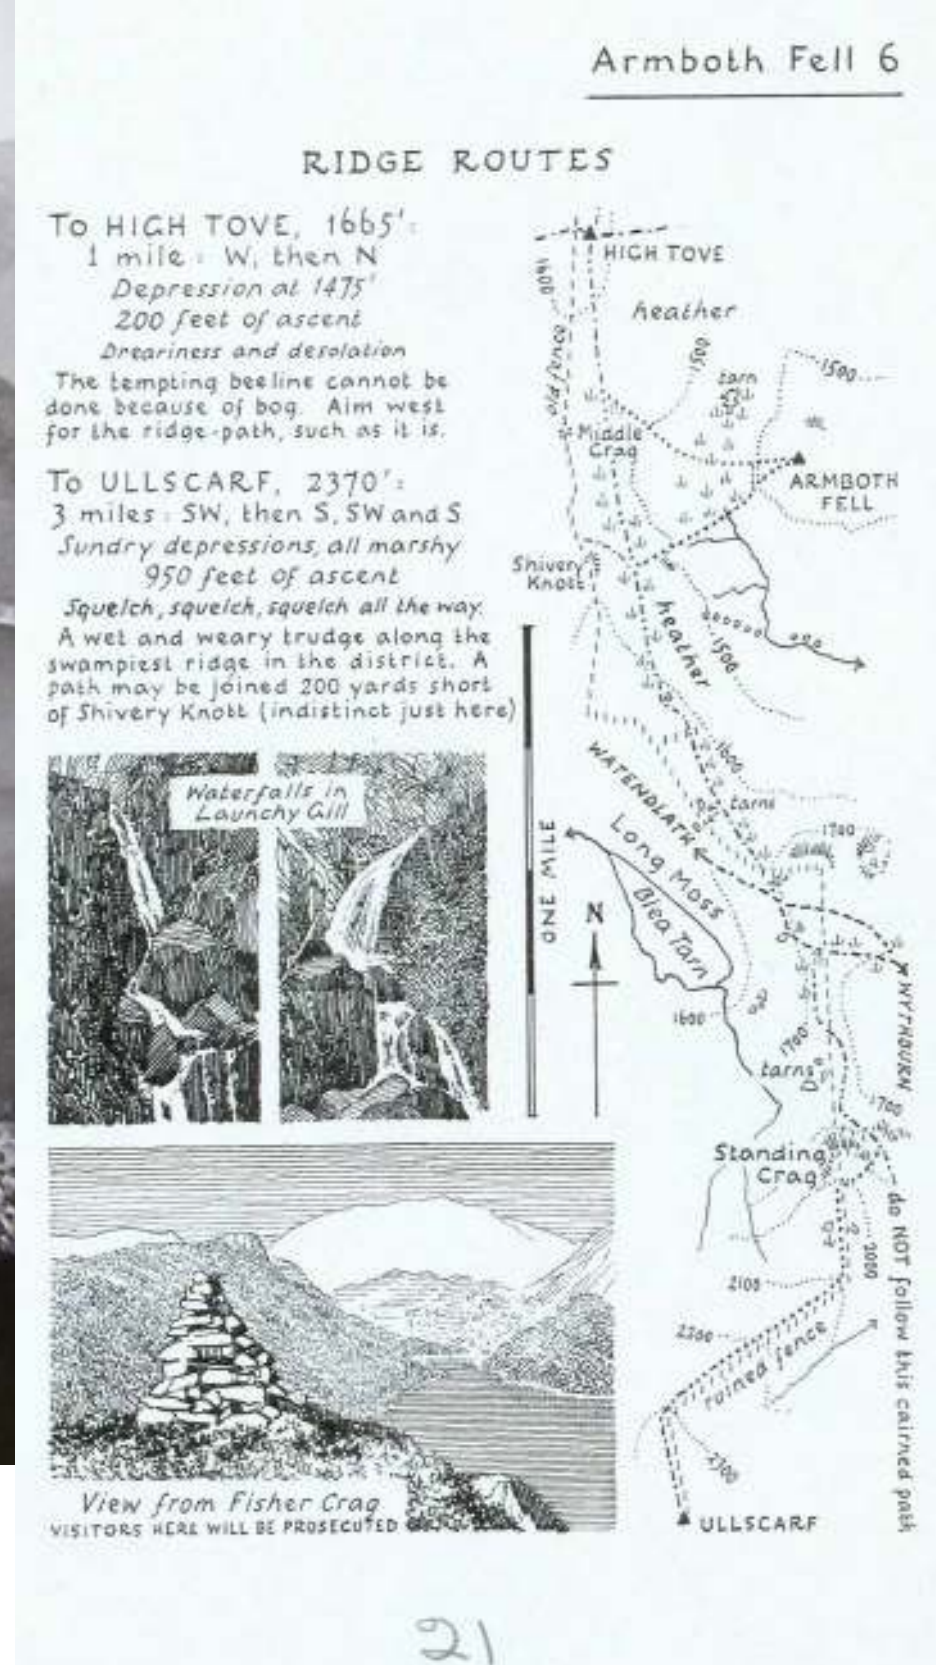 Armboth Fell 6
RIDGE ROUTES
To HIGH TOVE, 1665':
1 mile : W, then N
Depression at 1475'
200 feet of ascent
Dreariness and desolation
The tempting beeline cannot be
done because of bog. Aim west
for the ridge-path, such as it is.
To ULLSCARF, 2370':
3 miles : SW, then S, SW and S
Sundry depressions, all marshy
950 feet of ascent
Squelch, squelch, squelch all the way.
A wet and weary trudge along the
swampiest ridge in the district. A
path may be joined 200 yards short
of Shivery Knott (indistinct just here)
Waterfalls in
Launchy Gill
View from Fisher Crag
VISITORS HERE WILL BE PROSECUTED
HIGH TOVE
1600
heather
old fence
1500
tarn
1500
Middle
Crag
ARMBOTH
FELL
Shivery
Knott
heather
1500
1600
WATENDLATH
tarns
1700
Long Moss
Blea Tarn
ONE MILE
N
WYTHBURN
1600
1700
tarns
1700
Standing
Crag
do NOT follow this cairned path
2000
2100
2200
ruined fence
2300
ULLSCARF
21